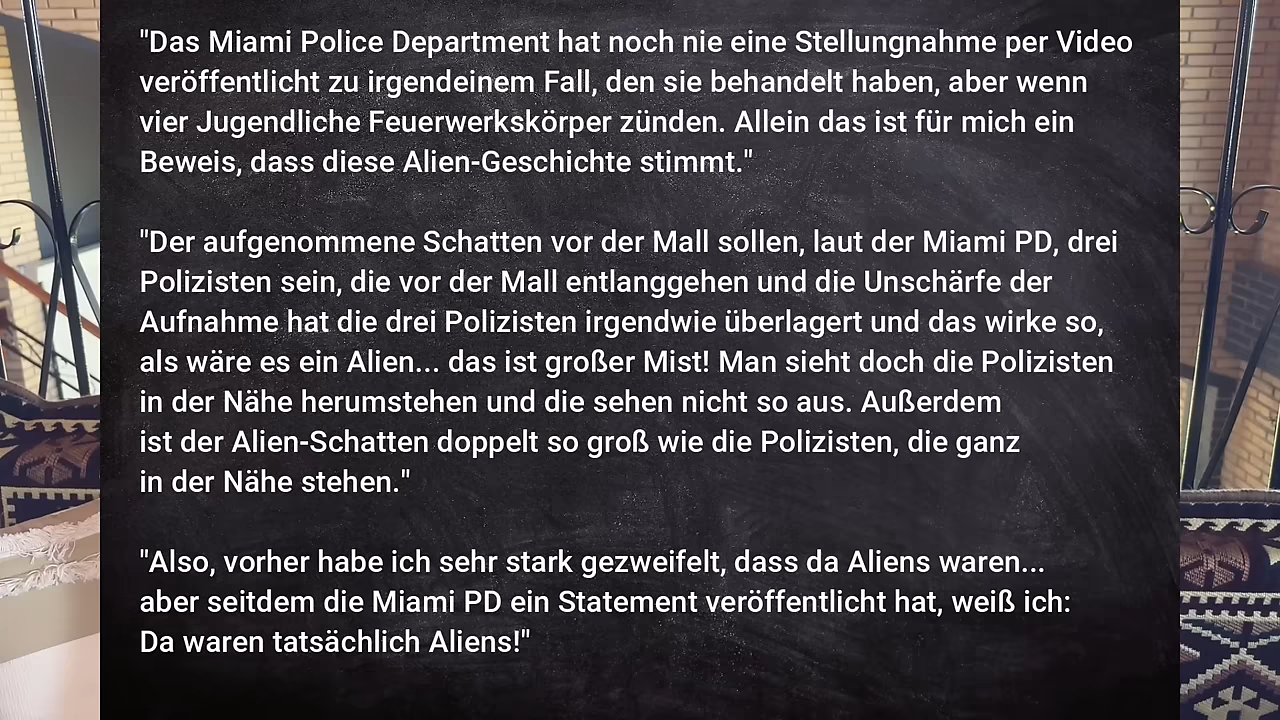 "Das Miami Police Department hat noch nie eine Stellungnahme per Video
veröffentlicht zu irgendeinem Fall, den sie behandelt haben, aber wenn
vier Jugendliche Feuerwerkskörper zünden. Allein das ist für mich ein
Beweis, dass diese Alien-Geschichte stimmt."
"Der aufgenommene Schatten vor der Mall sollen, laut der Miami PD, drei
Polizisten sein, die vor der Mall entlanggehen und die Unschärfe der
Aufnahme hat die drei Polizisten irgendwie überlagert und das wirke so,
als wäre es ein Alien... das ist großer Mist! Man sieht doch die Polizisten
in der Nähe herumstehen und die sehen nicht so aus. Außerdem
ist der Alien-Schatten doppelt so groß wie die Polizisten, die ganz
in der Nähe stehen."
"Also, vorher habe ich sehr stark gezweifelt, dass da Aliens waren...
aber seitdem die Miami PD ein Statement veröffentlicht hat, weiß ich:
Da waren tatsächlich Aliens!"